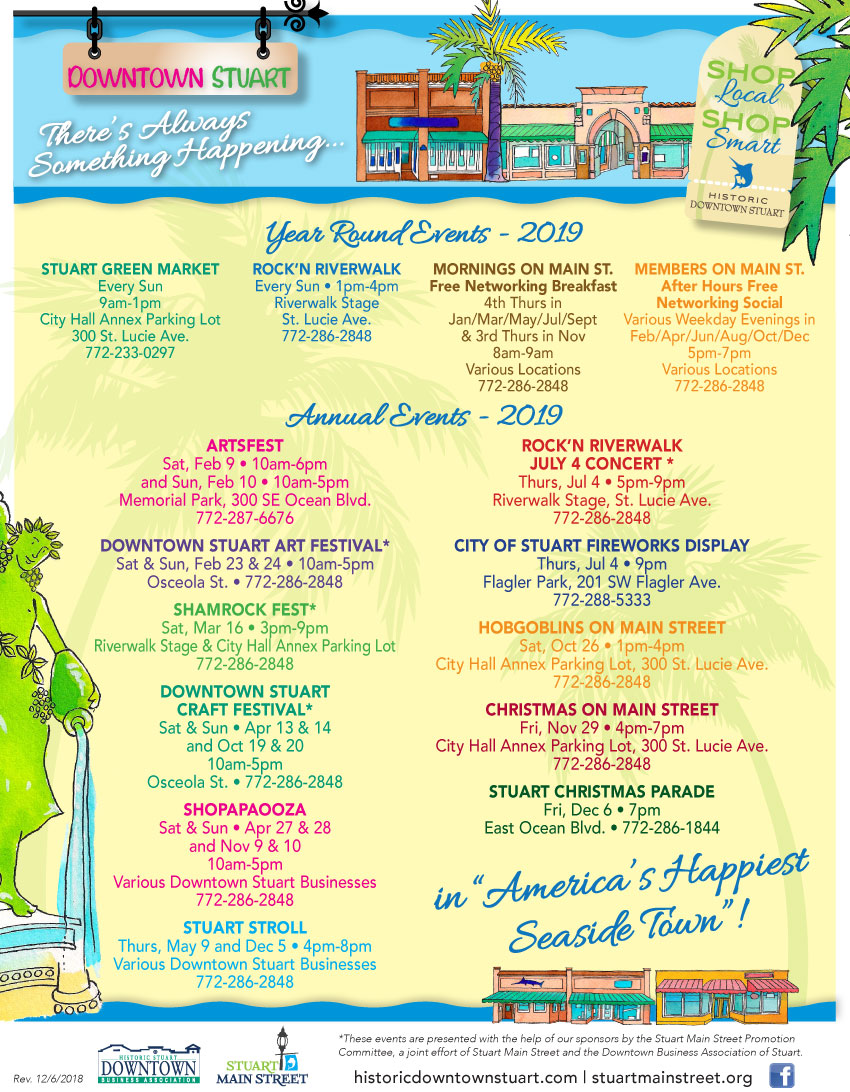 DOWNTOWN STUART
There's Always
Something Happening...
SHOP
Local
SHOP
Smart
HISTORIC
DOWNTOWN STUART
Year Round Events - 2019
STUART GREEN MARKET
Every Sun
9am-1pm
City Hall Annex Parking Lot
300 St. Lucie Ave.
772-233-0297
ROCK'N RIVERWALK
Every Sun • 1pm-4pm
Riverwalk Stage
St. Lucie Ave.
772-286-2848
MORNINGS ON MAIN ST.
Free Networking Breakfast
4th Thurs in
Jan/Mar/May/Jul/Sept
& 3rd Thurs in Nov
8am-9am
Various Locations
772-286-2848
MEMBERS ON MAIN ST.
After Hours Free
Networking Social
Various Weekday Evenings in
Feb/Apr/Jun/Aug/Oct/Dec
5pm-7pm
Various Locations
772-286-2848
Annual Events - 2019
ARTSFEST
Sat, Feb 9 • 10am-6pm
and Sun, Feb 10 • 10am-5pm
Memorial Park, 300 SE Ocean Blvd.
772-287-6676
DOWNTOWN STUART ART FESTIVAL*
Sat & Sun, Feb 23 & 24 • 10am-5pm
Osceola St. • 772-286-2848
SHAMROCK FEST*
Sat, Mar 16 • 3pm-9pm
Riverwalk Stage & City Hall Annex Parking Lot
772-286-2848
DOWNTOWN STUART
CRAFT FESTIVAL*
Sat & Sun • Apr 13 & 14
and Oct 19 & 20
10am-5pm
Osceola St. • 772-286-2848
SHOPAPAOOZA
Sat & Sun • Apr 27 & 28
and Nov 9 & 10
10am-5pm
Various Downtown Stuart Businesses
772-286-2848
STUART STROLL
Thurs, May 9 and Dec 5 • 4pm-8pm
Various Downtown Stuart Businesses
772-286-2848
ROCK'N RIVERWALK
JULY 4 CONCERT *
Thurs, Jul 4 • 5pm-9pm
Riverwalk Stage, St. Lucie Ave.
772-286-2848
CITY OF STUART FIREWORKS DISPLAY
Thurs, Jul 4 • 9pm
Flagler Park, 201 SW Flagler Ave.
772-288-5333
HOBGOBLINS ON MAIN STREET
Sat, Oct 26 • 1pm-4pm
City Hall Annex Parking Lot, 300 St. Lucie Ave.
772-286-2848
CHRISTMAS ON MAIN STREET
Fri, Nov 29 • 4pm-7pm
City Hall Annex Parking Lot, 300 St. Lucie Ave.
772-286-2848
STUART CHRISTMAS PARADE
Fri, Dec 6 • 7pm
East Ocean Blvd. • 772-286-1844
in "America's Happiest
Seaside Town"!
Rev. 12/6/2018
HISTORIC STUART
DOWNTOWN
BUSINESS ASSOCIATION
STUART
MAIN STREET
*These events are presented with the help of our sponsors by the Stuart Main Street Promotion
Committee, a joint effort of Stuart Main Street and the Downtown Business Association of Stuart.
historicdowntownstuart.com | stuartmainstreet.org
f